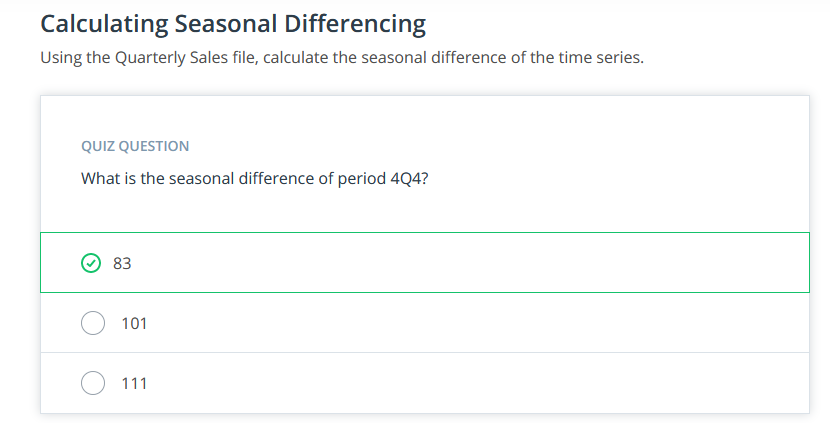 Calculating Seasonal Differencing
Using the Quarterly Sales file, calculate the seasonal difference of the time series.
QUIZ QUESTION
What is the seasonal difference of period 4Q4?
83
101
111